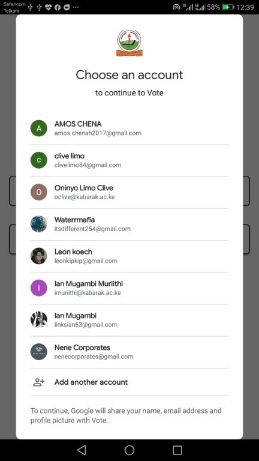 Safaricom
Telkom
58%
12:39
Choose an account
to continue to Vote
A
AMOS CHENA
amos.chenah2017@gmail.com
c
clive limo
clivelimo84@gmail.com
O
Oninyo Limo Clive
oclive@kabarak.ac.ke
Waterrmafia
itsdifferent254@gmail.com
Leon koech
leonkipkip@gmail.com
I
Ian Mugambi Muriithi
imuriithi@kabarak.ac.ke
Ian Mugambi
linksian63@gmail.com
Nene Corporates
nenecorporates@gmail.com
Add another account
To continue, Google will share your name, email address and
profile picture with Vote.